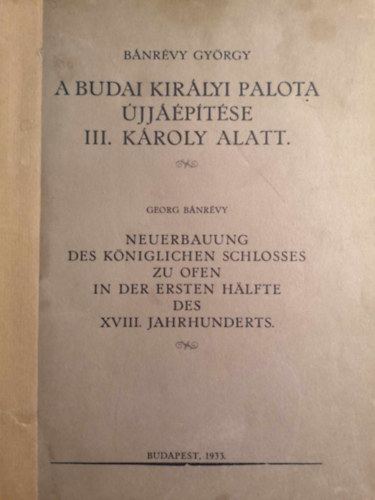 BÁNRÉVY GYÖRGY
A BUDAI KIRÁLYI PALOTA
ÚJJÁÉPÍTÉSE
III. KÁROLY ALATT.
GEORG BÁNRÉVY
NEUERBAUUNG
DES KÖNIGLICHEN SCHLOSSES
ZU OFEN
IN DER ERSTEN HÄLFTE
DES
XVIII. JAHRHUNDERTS.
BUDAPEST, 1933.